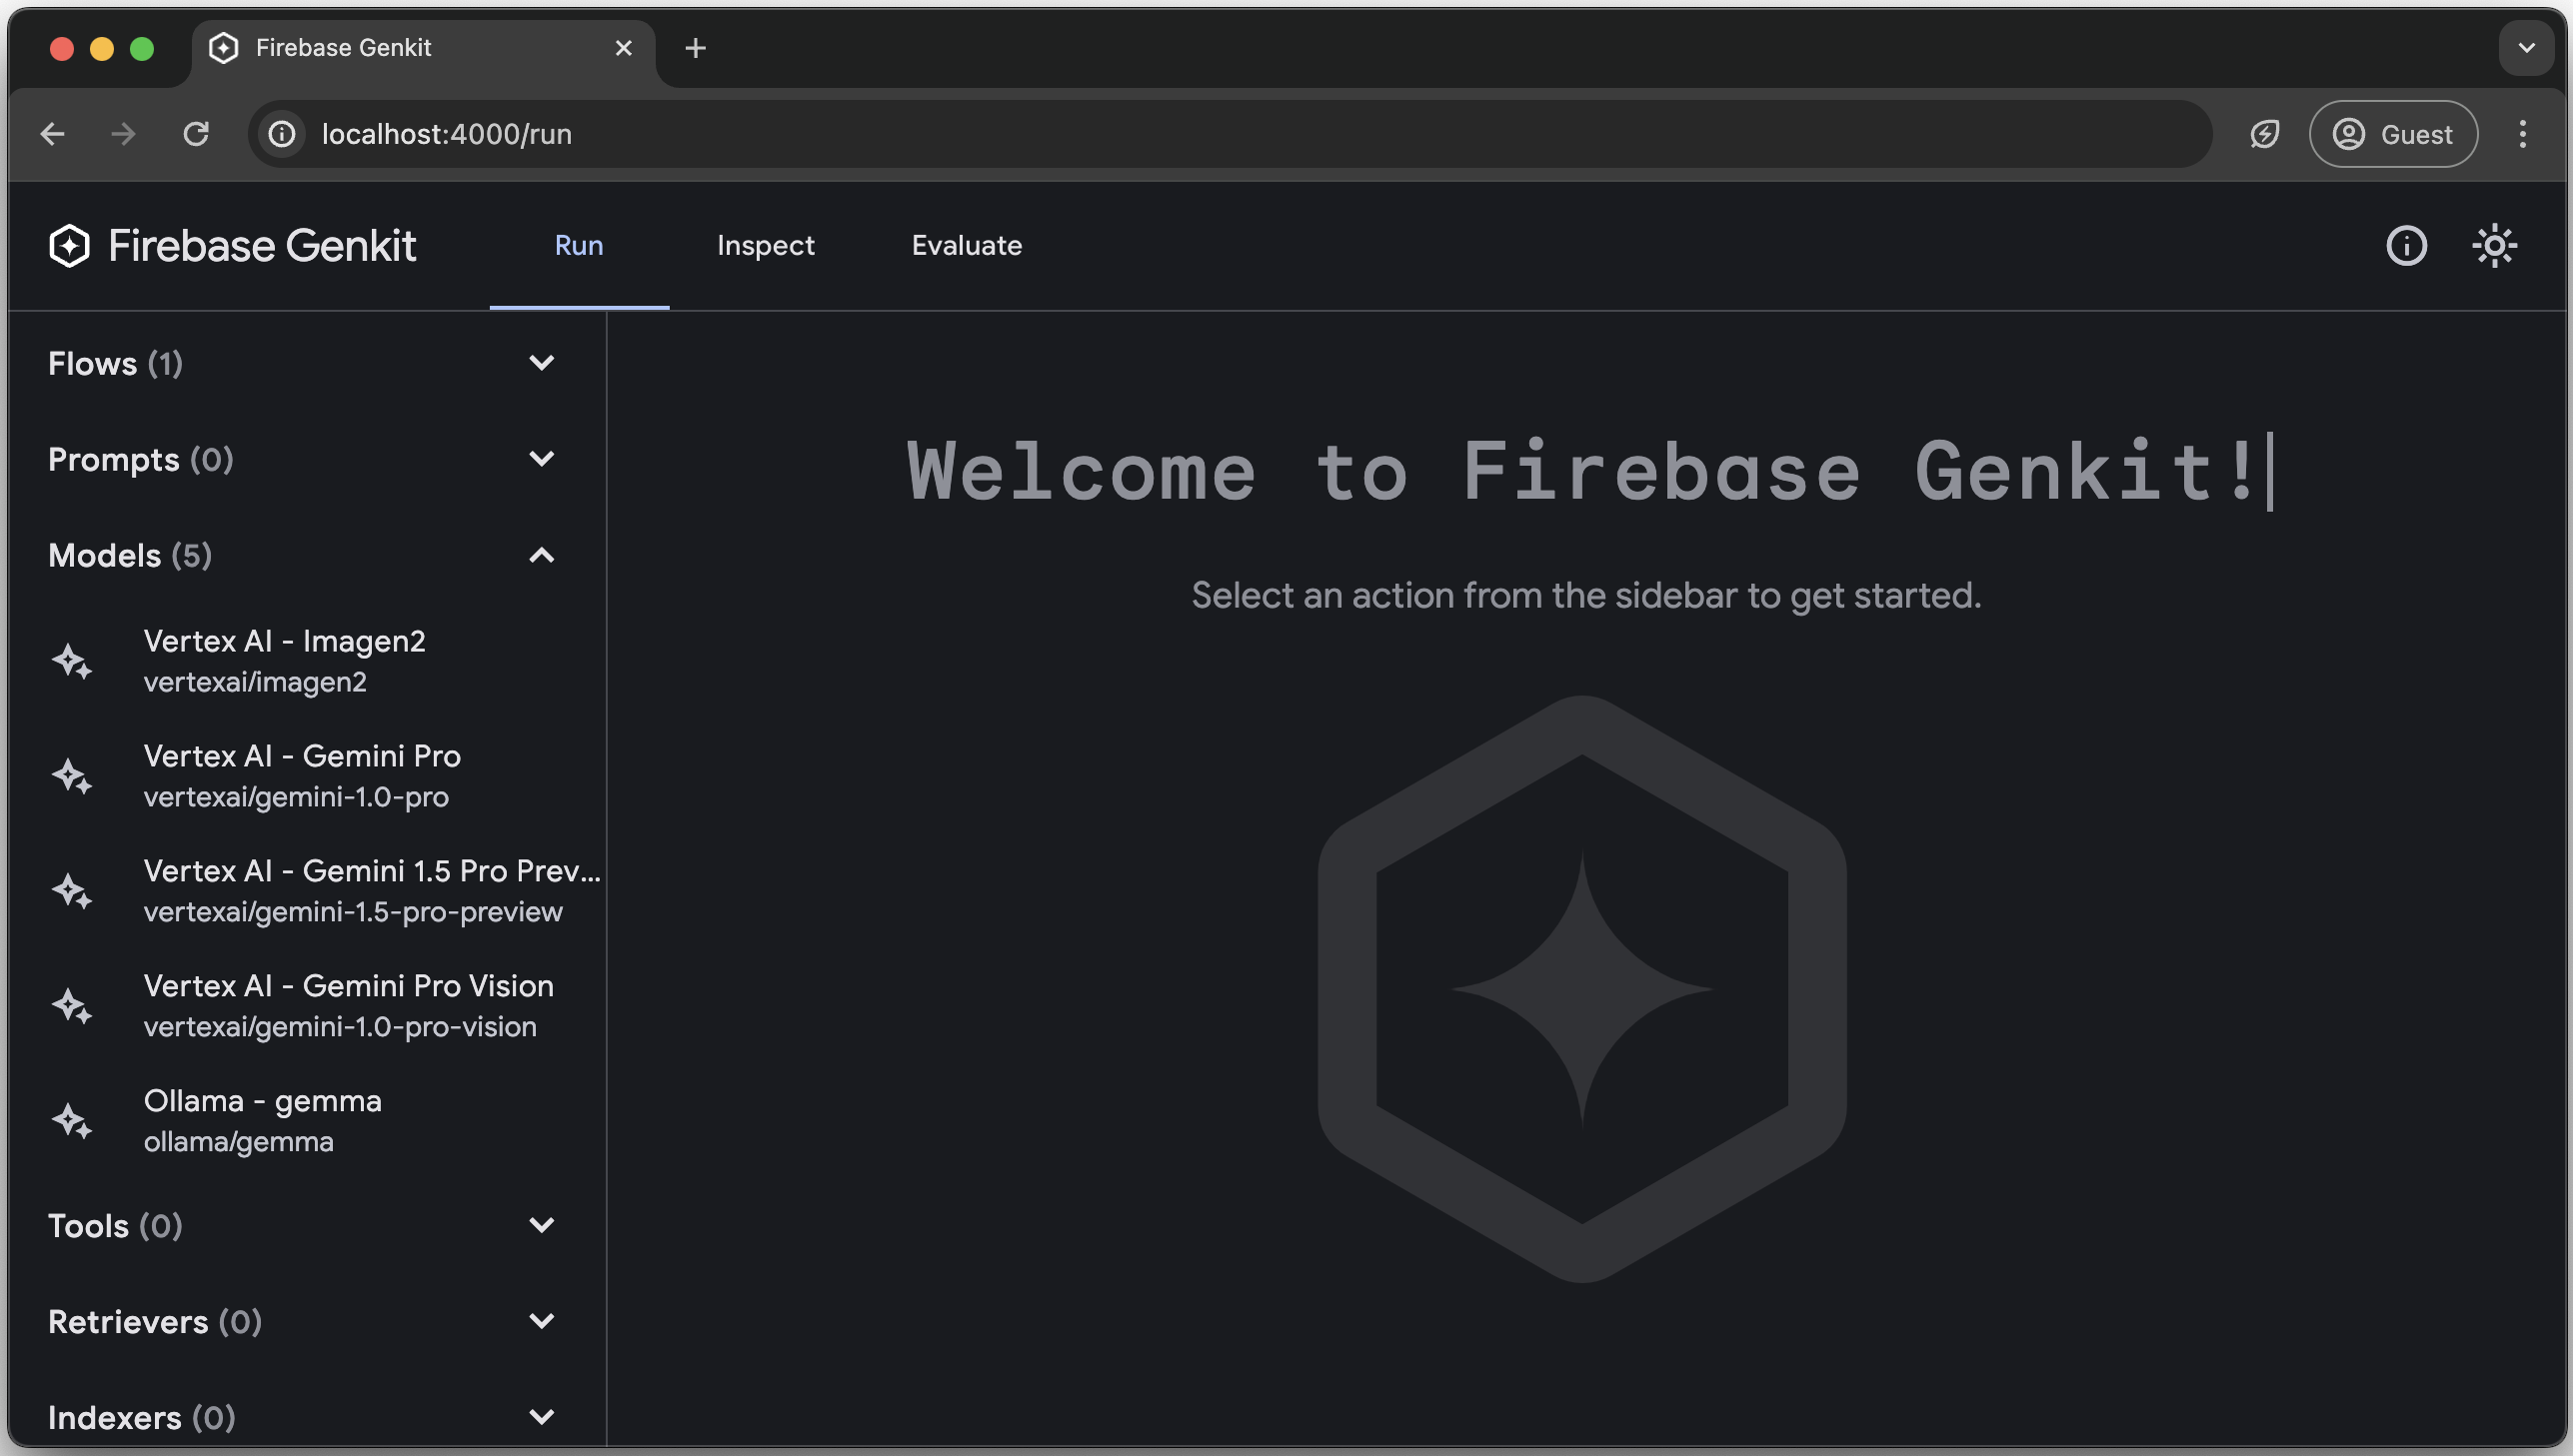 Firebase Genkit
localhost:4000/run
Guest
Firebase Genkit
Run
Inspect
Evaluate
Flows (1)
Prompts (0)
Models (5)
Vertex AI - Imagen2
vertexai/imagen2
Vertex AI - Gemini Pro
vertexai/gemini-1.0-pro
Vertex AI - Gemini 1.5 Pro Prev...
vertexai/gemini-1.5-pro-preview
Vertex AI - Gemini Pro Vision
vertexai/gemini-1.0-pro-vision
Ollama - gemma
ollama/gemma
Tools (0)
Retrievers (0)
Indexers (0)
Welcome to Firebase Genkit!
Select an action from the sidebar to get started.